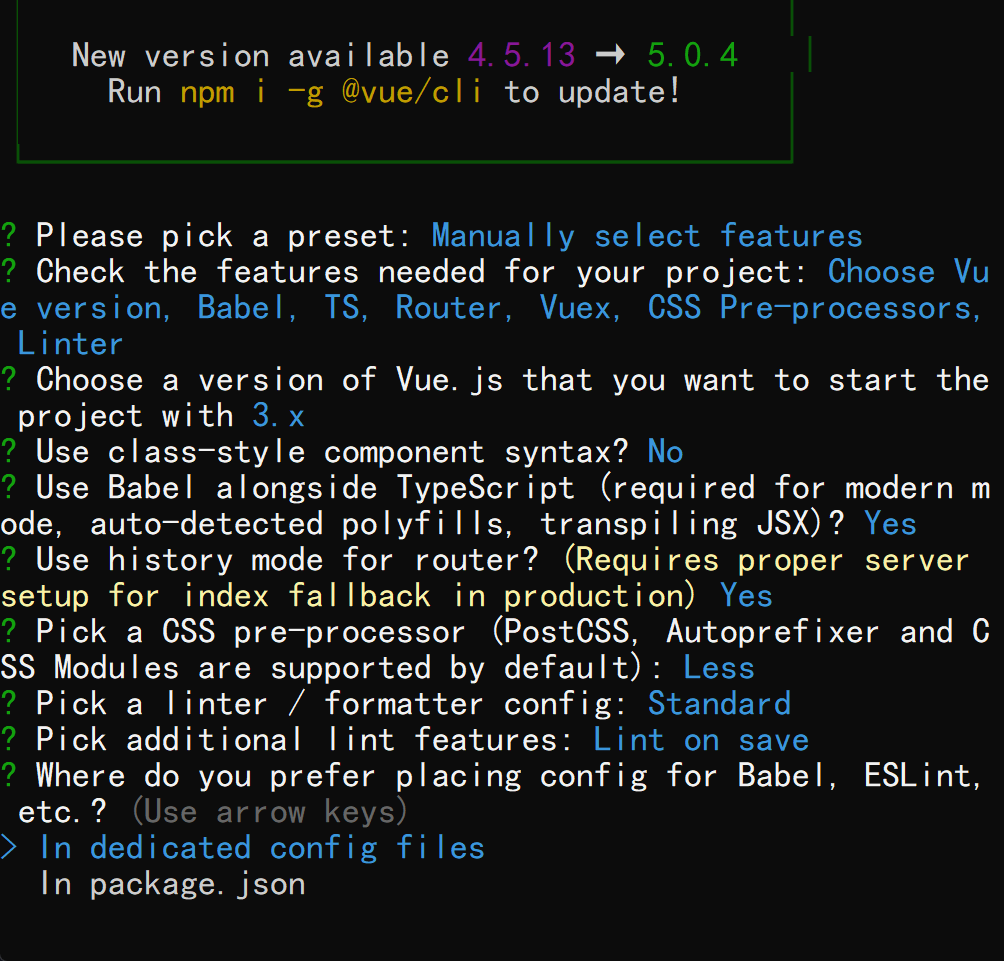 New version available 4.5.13 → 5.0.4
Run npm i -g @vue/cli to update!
? Please pick a preset: Manually select features
? Check the features needed for your project: Choose Vu
e version, Babel, TS, Router, Vuex, CSS Pre-processors,
Linter
? Choose a version of Vue.js that you want to start the
project with 3.x
? Use class-style component syntax? No
? Use Babel alongside TypeScript (required for modern m
ode, auto-detected polyfills, transpiling JSX)? Yes
? Use history mode for router? (Requires proper server
setup for index fallback in production) Yes
? Pick a CSS pre-processor (PostCSS, Autoprefixer and C
SS Modules are supported by default): Less
? Pick a linter / formatter config: Standard
? Pick additional lint features: Lint on save
? Where do you prefer placing config for Babel, ESLint,
etc.? (Use arrow keys)
> In dedicated config files
In package.json